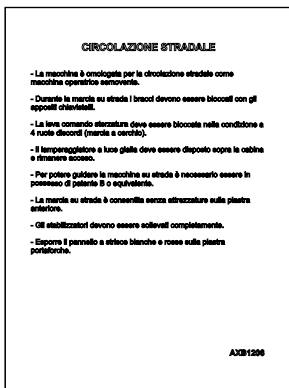 CIRCOLAZIONE STRADALE
- La macchina è omologata per la circolazione stradale come
macchina operatrice semovente.
- Durante la marcia su strada i bracci devono essere bloccati con gli
appositi chiavistelli.
- La leva comando sterzatura deve essere bloccata nella condizione a
4 ruote discordi (marcia a cerchio).
- Il lampeggiatore a luce gialla deve essere disposto sopra la cabina
e rimanere acceso.
- Per potere guidare la macchina su strada è necessario essere in
possesso di patente B o equivalente.
- La marcia su strada è consentita senza attrezzature sulla piastra
anteriore.
- Gli stabilizzatori devono essere sollevati completamente.
- Esporre il pannello a strisce bianche e rosse sulla piastra
portaforche.
AXB1206